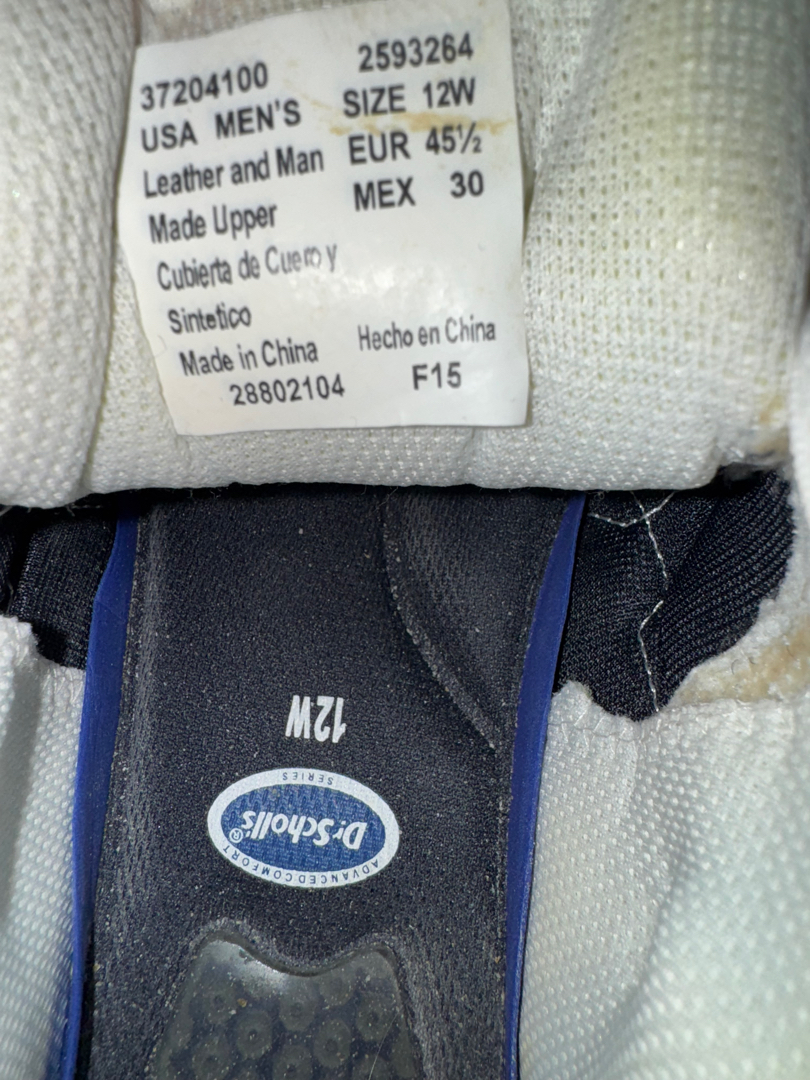 37204100 2593264
USA MEN'S SIZE 12W
Leather and Man EUR 45½
Made Upper MEX 30
Cubierta de Cuero y
Sintetico
Made in China Hecho en China
28802104 F15
12W
SERIES
Dr. Scholl's®
ADVANCED COMFORT